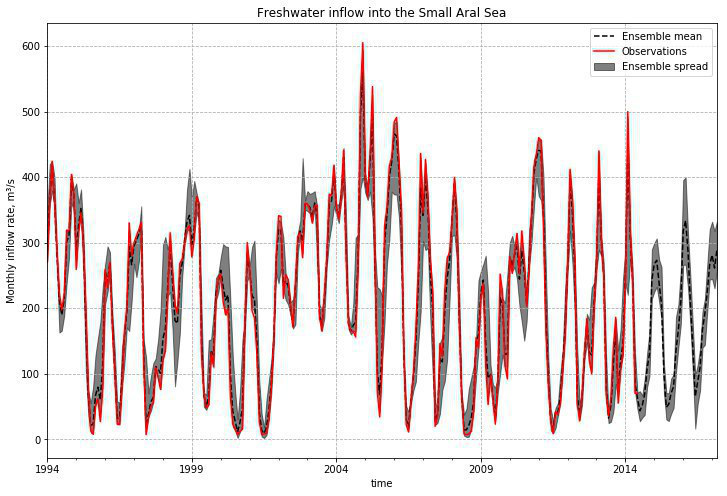 Freshwater inflow into the Small Aral Sea
Ensemble mean
Observations
Ensemble spread
Monthly inflow rate, m³/s
600
500
400
300
200
100
0
1994
1999
2004
2009
2014
time